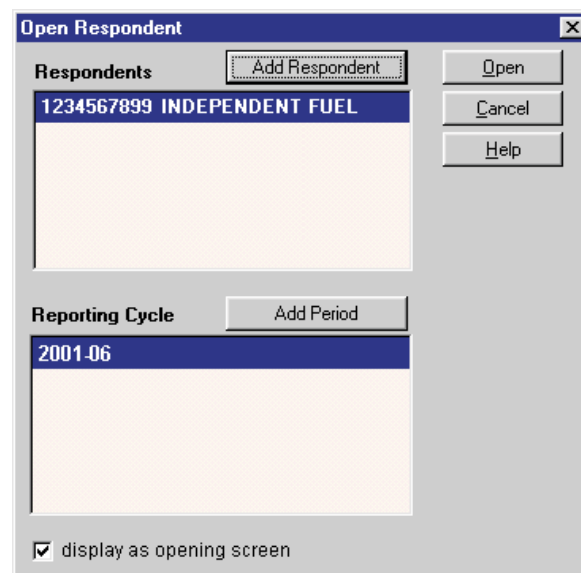 Open Respondent
Respondents
Add Respondent
Open
1234567899 INDEPENDENT FUEL
Cancel
Help
Reporting Cycle
Add Period
2001-06
display as opening screen